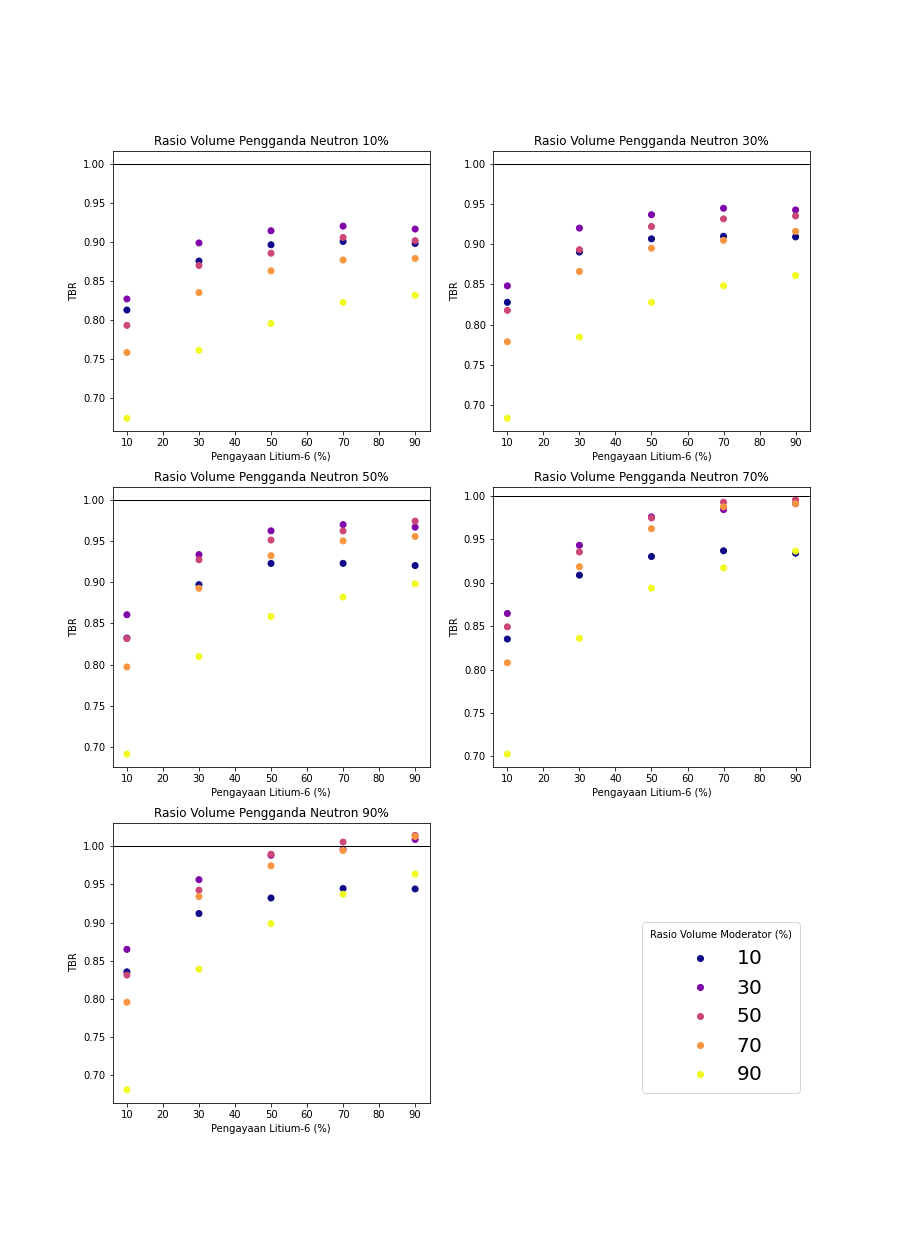 Rasio Volume Pengganda Neutron 10%
1.00
0.95
0.90
0.85
0.80
0.75
0.70
TBR
10 20 30 40 50 60 70 80 90
Pengayaan Litium-6 (%)
Rasio Volume Pengganda Neutron 30%
1.00
0.95
0.90
0.85
0.80
0.75
0.70
TBR
10 20 30 40 50 60 70 80 90
Pengayaan Litium-6 (%)
Rasio Volume Pengganda Neutron 50%
1.00
0.95
0.90
0.85
0.80
0.75
0.70
TBR
10 20 30 40 50 60 70 80 90
Pengayaan Litium-6 (%)
Rasio Volume Pengganda Neutron 70%
1.00
0.95
0.90
0.85
0.80
0.75
0.70
TBR
10 20 30 40 50 60 70 80 90
Pengayaan Litium-6 (%)
Rasio Volume Pengganda Neutron 90%
1.00
0.95
0.90
0.85
0.80
0.75
0.70
TBR
10 20 30 40 50 60 70 80 90
Pengayaan Litium-6 (%)
Rasio Volume Moderator (%)
10
30
50
70
90